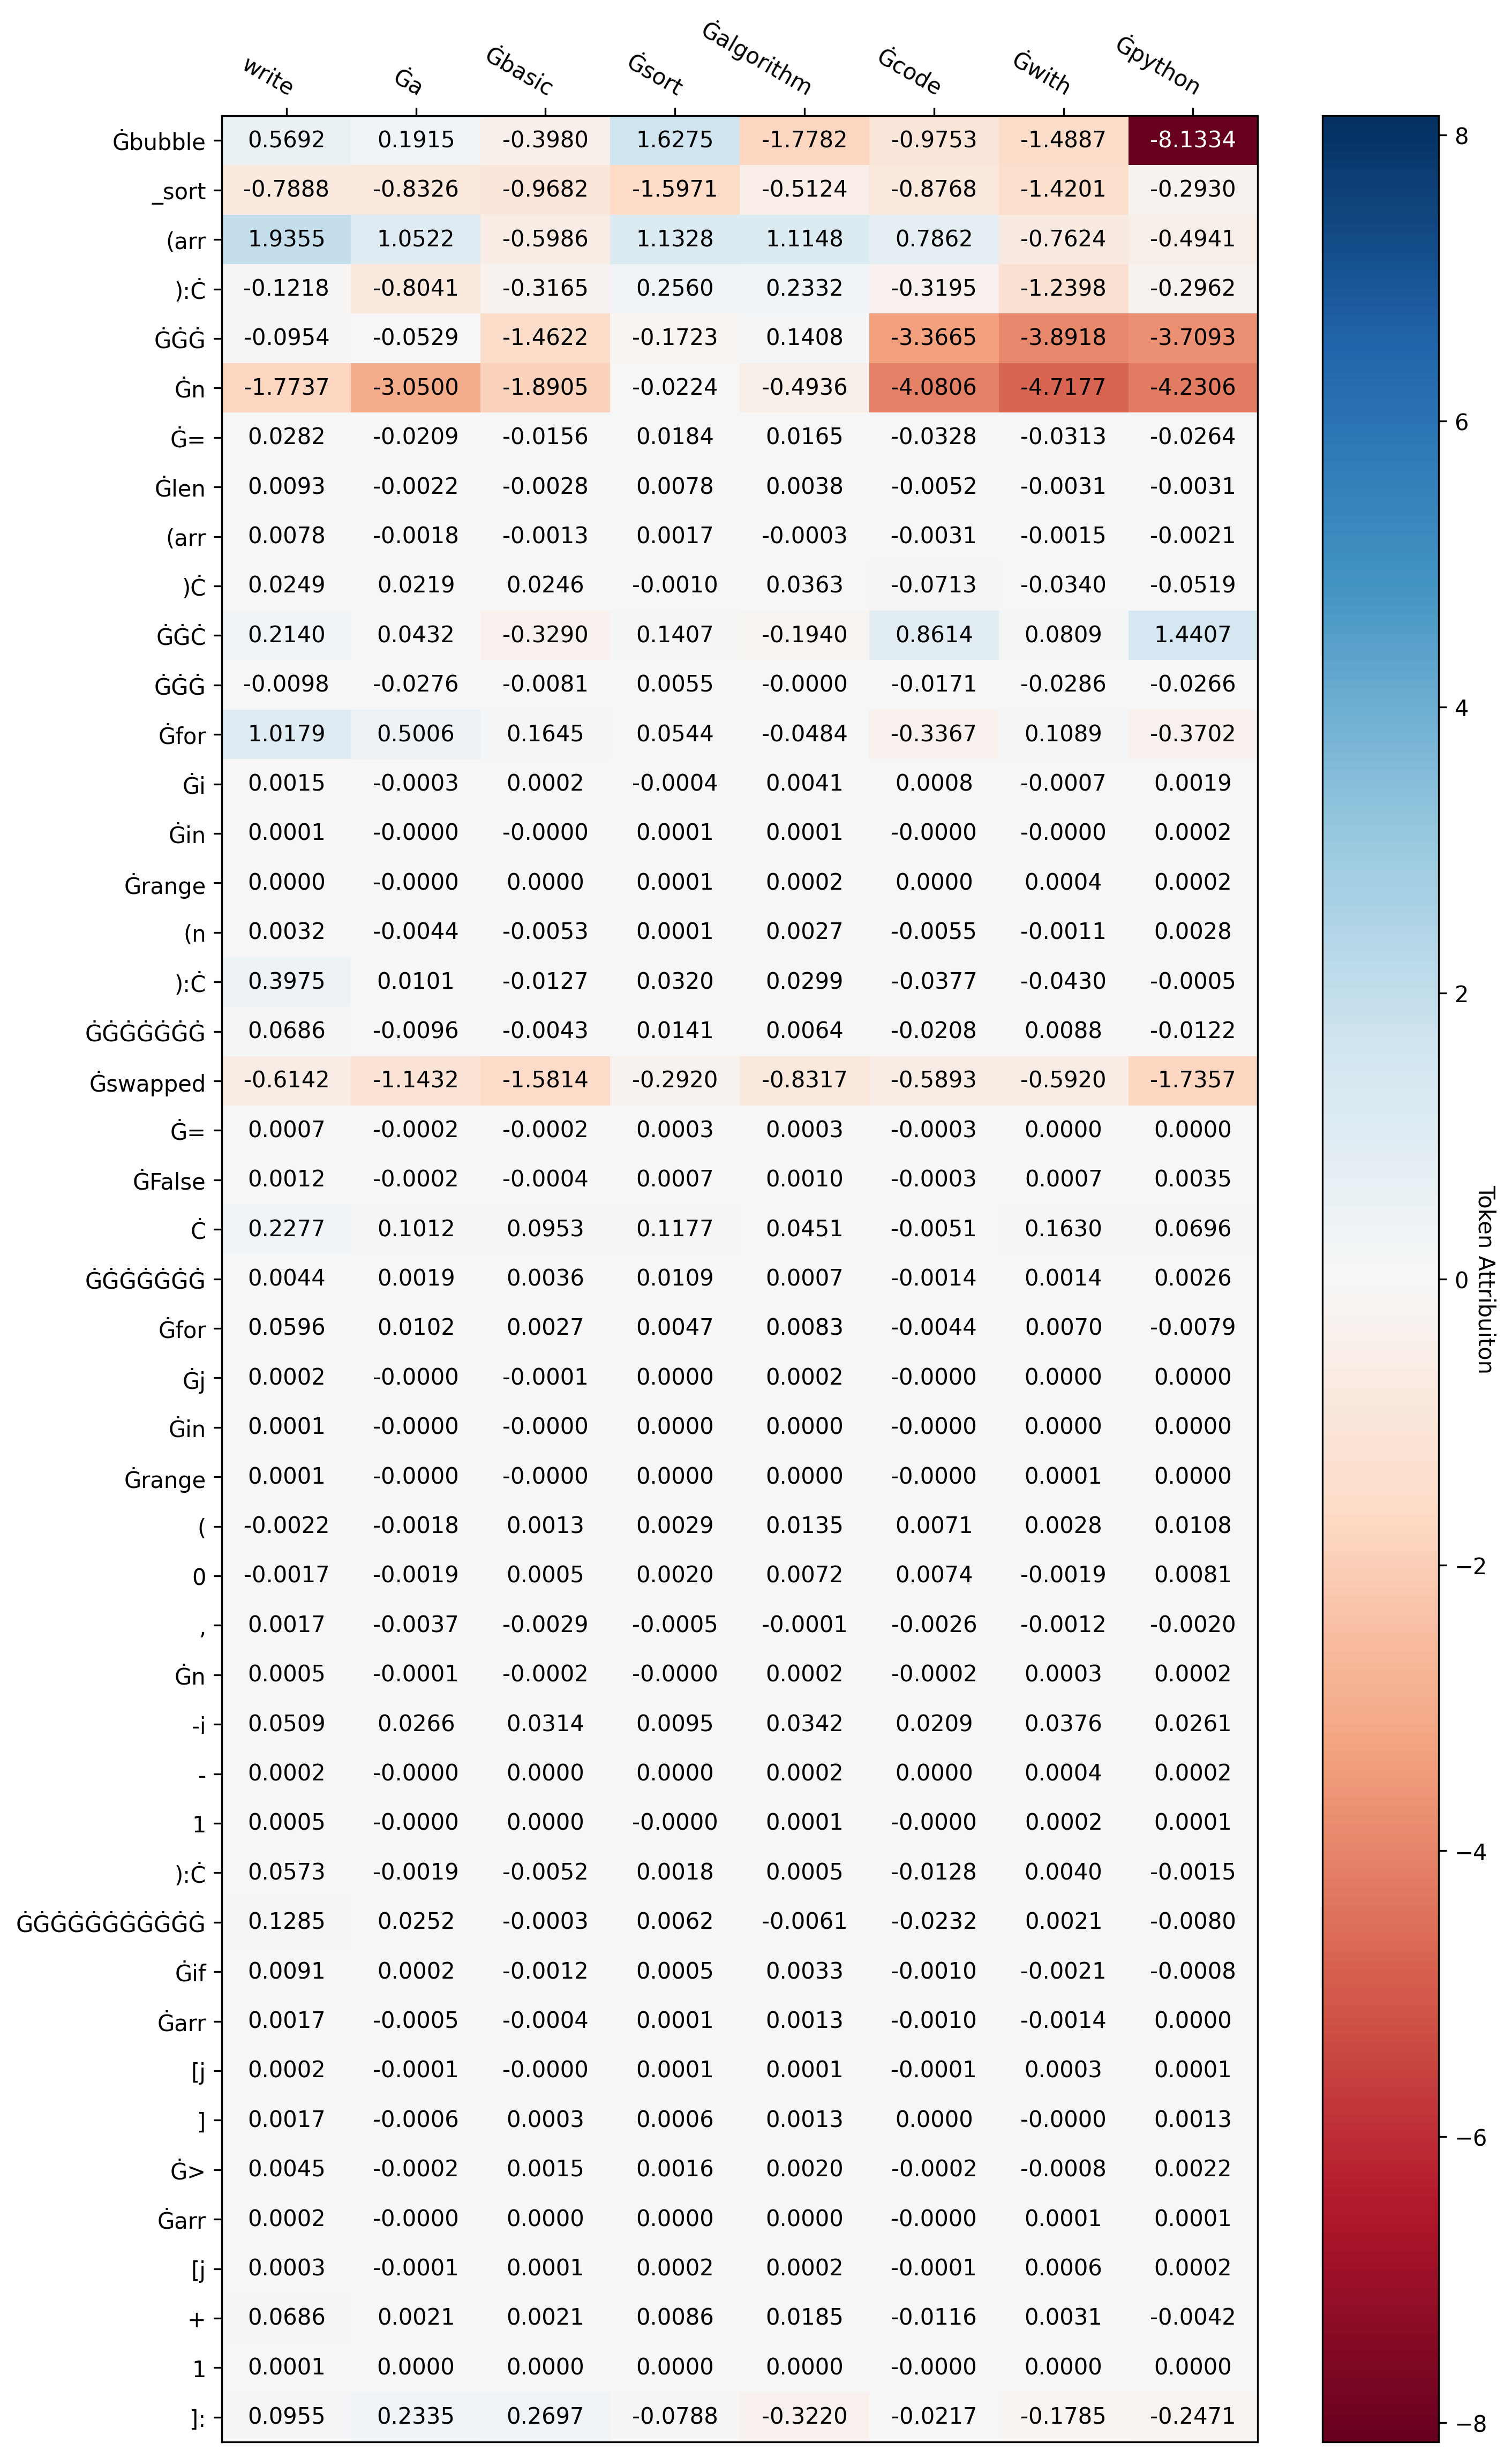 write Ġa Ġbasic Ġsort Ġalgorithm Ġcode Ġwith Ġpython
Ġbubble 0.5692 0.1915 -0.3980 1.6275 -1.7782 -0.9753 -1.4887 -8.1334
_sort -0.7888 -0.8326 -0.9682 -1.5971 -0.5124 -0.8768 -1.4201 -0.2930
(arr 1.9355 1.0522 -0.5986 1.1328 1.1148 0.7862 -0.7624 -0.4941
):Ċ -0.1218 -0.8041 -0.3165 0.2560 0.2332 -0.3195 -1.2398 -0.2962
ĠĠĠ -0.0954 -0.0529 -1.4622 -0.1723 0.1408 -3.3665 -3.8918 -3.7093
Ġn -1.7737 -3.0500 -1.8905 -0.0224 -0.4936 -4.0806 -4.7177 -4.2306
Ġ= 0.0282 -0.0209 -0.0156 0.0184 0.0165 -0.0328 -0.0313 -0.0264
Ġlen 0.0093 -0.0022 -0.0028 0.0078 0.0038 -0.0052 -0.0031 -0.0031
(arr 0.0078 -0.0018 -0.0013 0.0017 -0.0003 -0.0031 -0.0015 -0.0021
)Ċ 0.0249 0.0219 0.0246 -0.0010 0.0363 -0.0713 -0.0340 -0.0519
ĠĠĊ 0.2140 0.0432 -0.3290 0.1407 -0.1940 0.8614 0.0809 1.4407
ĠĠĠ -0.0098 -0.0276 -0.0081 0.0055 -0.0000 -0.0171 -0.0286 -0.0266
Ġfor 1.0179 0.5006 0.1645 0.0544 -0.0484 -0.3367 0.1089 -0.3702
Ġi 0.0015 -0.0003 0.0002 -0.0004 0.0041 0.0008 -0.0007 0.0019
Ġin 0.0001 -0.0000 -0.0000 0.0001 0.0001 -0.0000 -0.0000 0.0002
Ġrange 0.0000 -0.0000 0.0000 0.0001 0.0002 0.0000 0.0004 0.0002
(n 0.0032 -0.0044 -0.0053 0.0001 0.0027 -0.0055 -0.0011 0.0028
):Ċ 0.3975 0.0101 -0.0127 0.0320 0.0299 -0.0377 -0.0430 -0.0005
ĠĠĠĠĠĠĠ 0.0686 -0.0096 -0.0043 0.0141 0.0064 -0.0208 0.0088 -0.0122
Ġswapped -0.6142 -1.1432 -1.5814 -0.2920 -0.8317 -0.5893 -0.5920 -1.7357
Ġ= 0.0007 -0.0002 -0.0002 0.0003 0.0003 -0.0003 0.0000 0.0000
ĠFalse 0.0012 -0.0002 -0.0004 0.0007 0.0010 -0.0003 0.0007 0.0035
Ċ 0.2277 0.1012 0.0953 0.1177 0.0451 -0.0051 0.1630 0.0696
ĠĠĠĠĠĠĠ 0.0044 0.0019 0.0036 0.0109 0.0007 -0.0014 0.0014 0.0026
Ġfor 0.0596 0.0102 0.0027 0.0047 0.0083 -0.0044 0.0070 -0.0079
Ġj 0.0002 -0.0000 -0.0001 0.0000 0.0002 -0.0000 0.0000 0.0000
Ġin 0.0001 -0.0000 -0.0000 0.0000 0.0000 -0.0000 0.0000 0.0000
Ġrange 0.0001 -0.0000 -0.0000 0.0000 0.0000 -0.0000 0.0001 0.0000
( -0.0022 -0.0018 0.0013 0.0029 0.0135 0.0071 0.0028 0.0108
0 -0.0017 -0.0019 0.0005 0.0020 0.0072 0.0074 -0.0019 0.0081
, 0.0017 -0.0037 -0.0029 -0.0005 -0.0001 -0.0026 -0.0012 -0.0020
Ġn 0.0005 -0.0001 -0.0002 -0.0000 0.0002 -0.0002 0.0003 0.0002
-i 0.0509 0.0266 0.0314 0.0095 0.0342 0.0209 0.0376 0.0261
- 0.0002 -0.0000 0.0000 0.0000 0.0002 0.0000 0.0004 0.0002
1 0.0005 -0.0000 0.0000 -0.0000 0.0001 -0.0000 0.0002 0.0001
):Ċ 0.0573 -0.0019 -0.0052 0.0018 0.0005 -0.0128 0.0040 -0.0015
ĠĠĠĠĠĠĠĠĠĠĠ 0.1285 0.0252 -0.0003 0.0062 -0.0061 -0.0232 0.0021 -0.0080
Ġif 0.0091 0.0002 -0.0012 0.0005 0.0033 -0.0010 -0.0021 -0.0008
Ġarr 0.0017 -0.0005 -0.0004 0.0001 0.0013 -0.0010 -0.0014 0.0000
[j 0.0002 -0.0001 -0.0000 0.0001 0.0001 -0.0001 0.0003 0.0001
] 0.0017 -0.0006 0.0003 0.0006 0.0013 0.0000 -0.0000 0.0013
Ġ> 0.0045 -0.0002 0.0015 0.0016 0.0020 -0.0002 -0.0008 0.0022
Ġarr 0.0002 -0.0000 0.0000 0.0000 0.0000 -0.0000 0.0001 0.0001
[j 0.0003 -0.0001 0.0001 0.0002 0.0002 -0.0001 0.0006 0.0002
+ 0.0686 0.0021 0.0021 0.0086 0.0185 -0.0116 0.0031 -0.0042
1 0.0001 0.0000 0.0000 0.0000 0.0000 -0.0000 0.0000 0.0000
]: 0.0955 0.2335 0.2697 -0.0788 -0.3220 -0.0217 -0.1785 -0.2471
8
6
4
2
0
−2
−4
−6
−8
Token Attribuiton